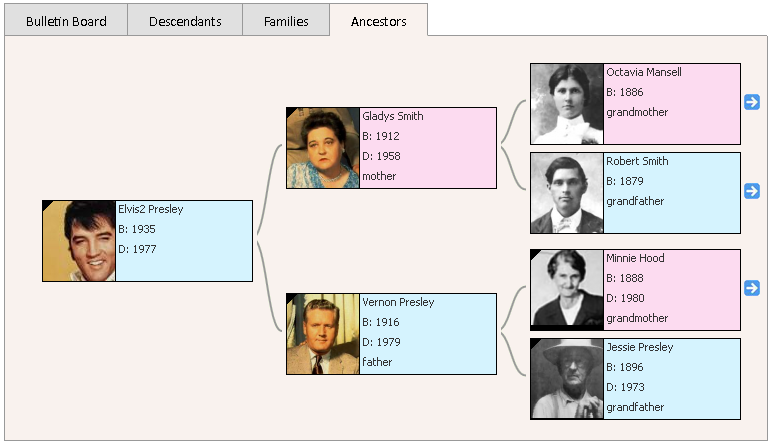 Bulletin Board
Descendants
Families
Ancestors
Elvis2 Presley
B: 1935
D: 1977
Gladys Smith
B: 1912
D: 1958
mother
Vernon Presley
B: 1916
D: 1979
father
Octavia Mansell
B: 1886
grandmother
Robert Smith
B: 1879
grandfather
Minnie Hood
B: 1888
D: 1980
grandmother
Jessie Presley
B: 1896
D: 1973
grandfather